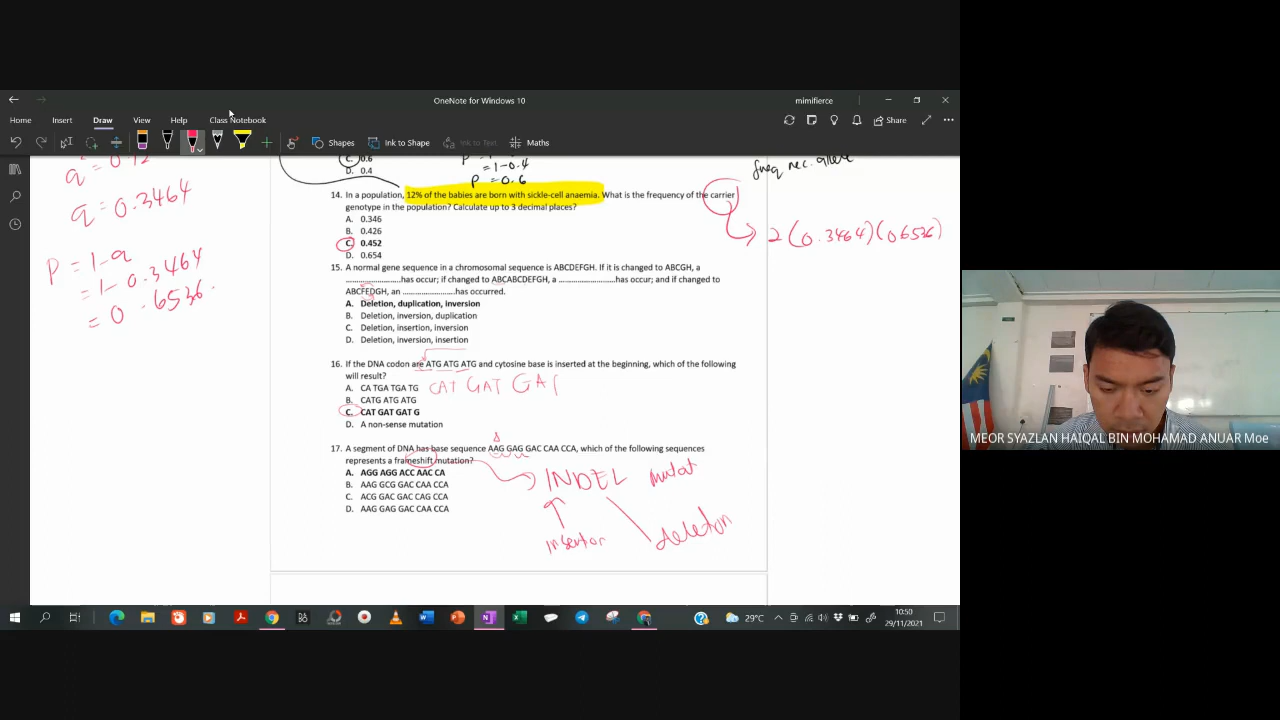 OneNote for Windows 10
mimifierce
Home Insert Draw View Help Class Notebook
Share
Shapes Ink to Shape Ink to Text Maths
C. 0.6
D. 0.4
= 1 - 0.4
P = 0.6
freq rec. allele
q = 0.3464
P = 1 - q
= 1 - 0.3464
= 0.6536
14. In a population, 12% of the babies are born with sickle-cell anaemia. What is the frequency of the carrier
genotype in the population? Calculate up to 3 decimal places?
A. 0.346
B. 0.426
C. 0.452
D. 0.654
2 (0.3464)(0.6536)
15. A normal gene sequence in a chromosomal sequence is ABCDEFGH. If it is changed to ABCGH, a
..........................has occur; if changed to ABCABCDEFGH, a ..........................has occur; and if changed to
ABCFEDGH, an ..........................has occurred.
A. Deletion, duplication, inversion
B. Deletion, inversion, duplication
C. Deletion, insertion, inversion
D. Deletion, inversion, insertion
16. If the DNA codon are ATG ATG ATG and cytosine base is inserted at the beginning, which of the following
will result?
A. CA TGA TGA TG
CAT GAT GA
B. CATG ATG ATG
C. CAT GAT GAT G
D. A non-sense mutation
17. A segment of DNA has base sequence AAG GAG GAC CAA CCA, which of the following sequences
represents a frameshift mutation?
A. AGG AGG ACC AAC CA
B. AAG GCG GAC CAA CCA
C. ACG GAC GAC CAG CCA
D. AAG GAG GAC CAA CCA
INDEL mutat
deletion
MEOR SYAZLAN HAIQAL BIN MOHAMAD ANUAR Moe
29°C
10:50
29/11/2021